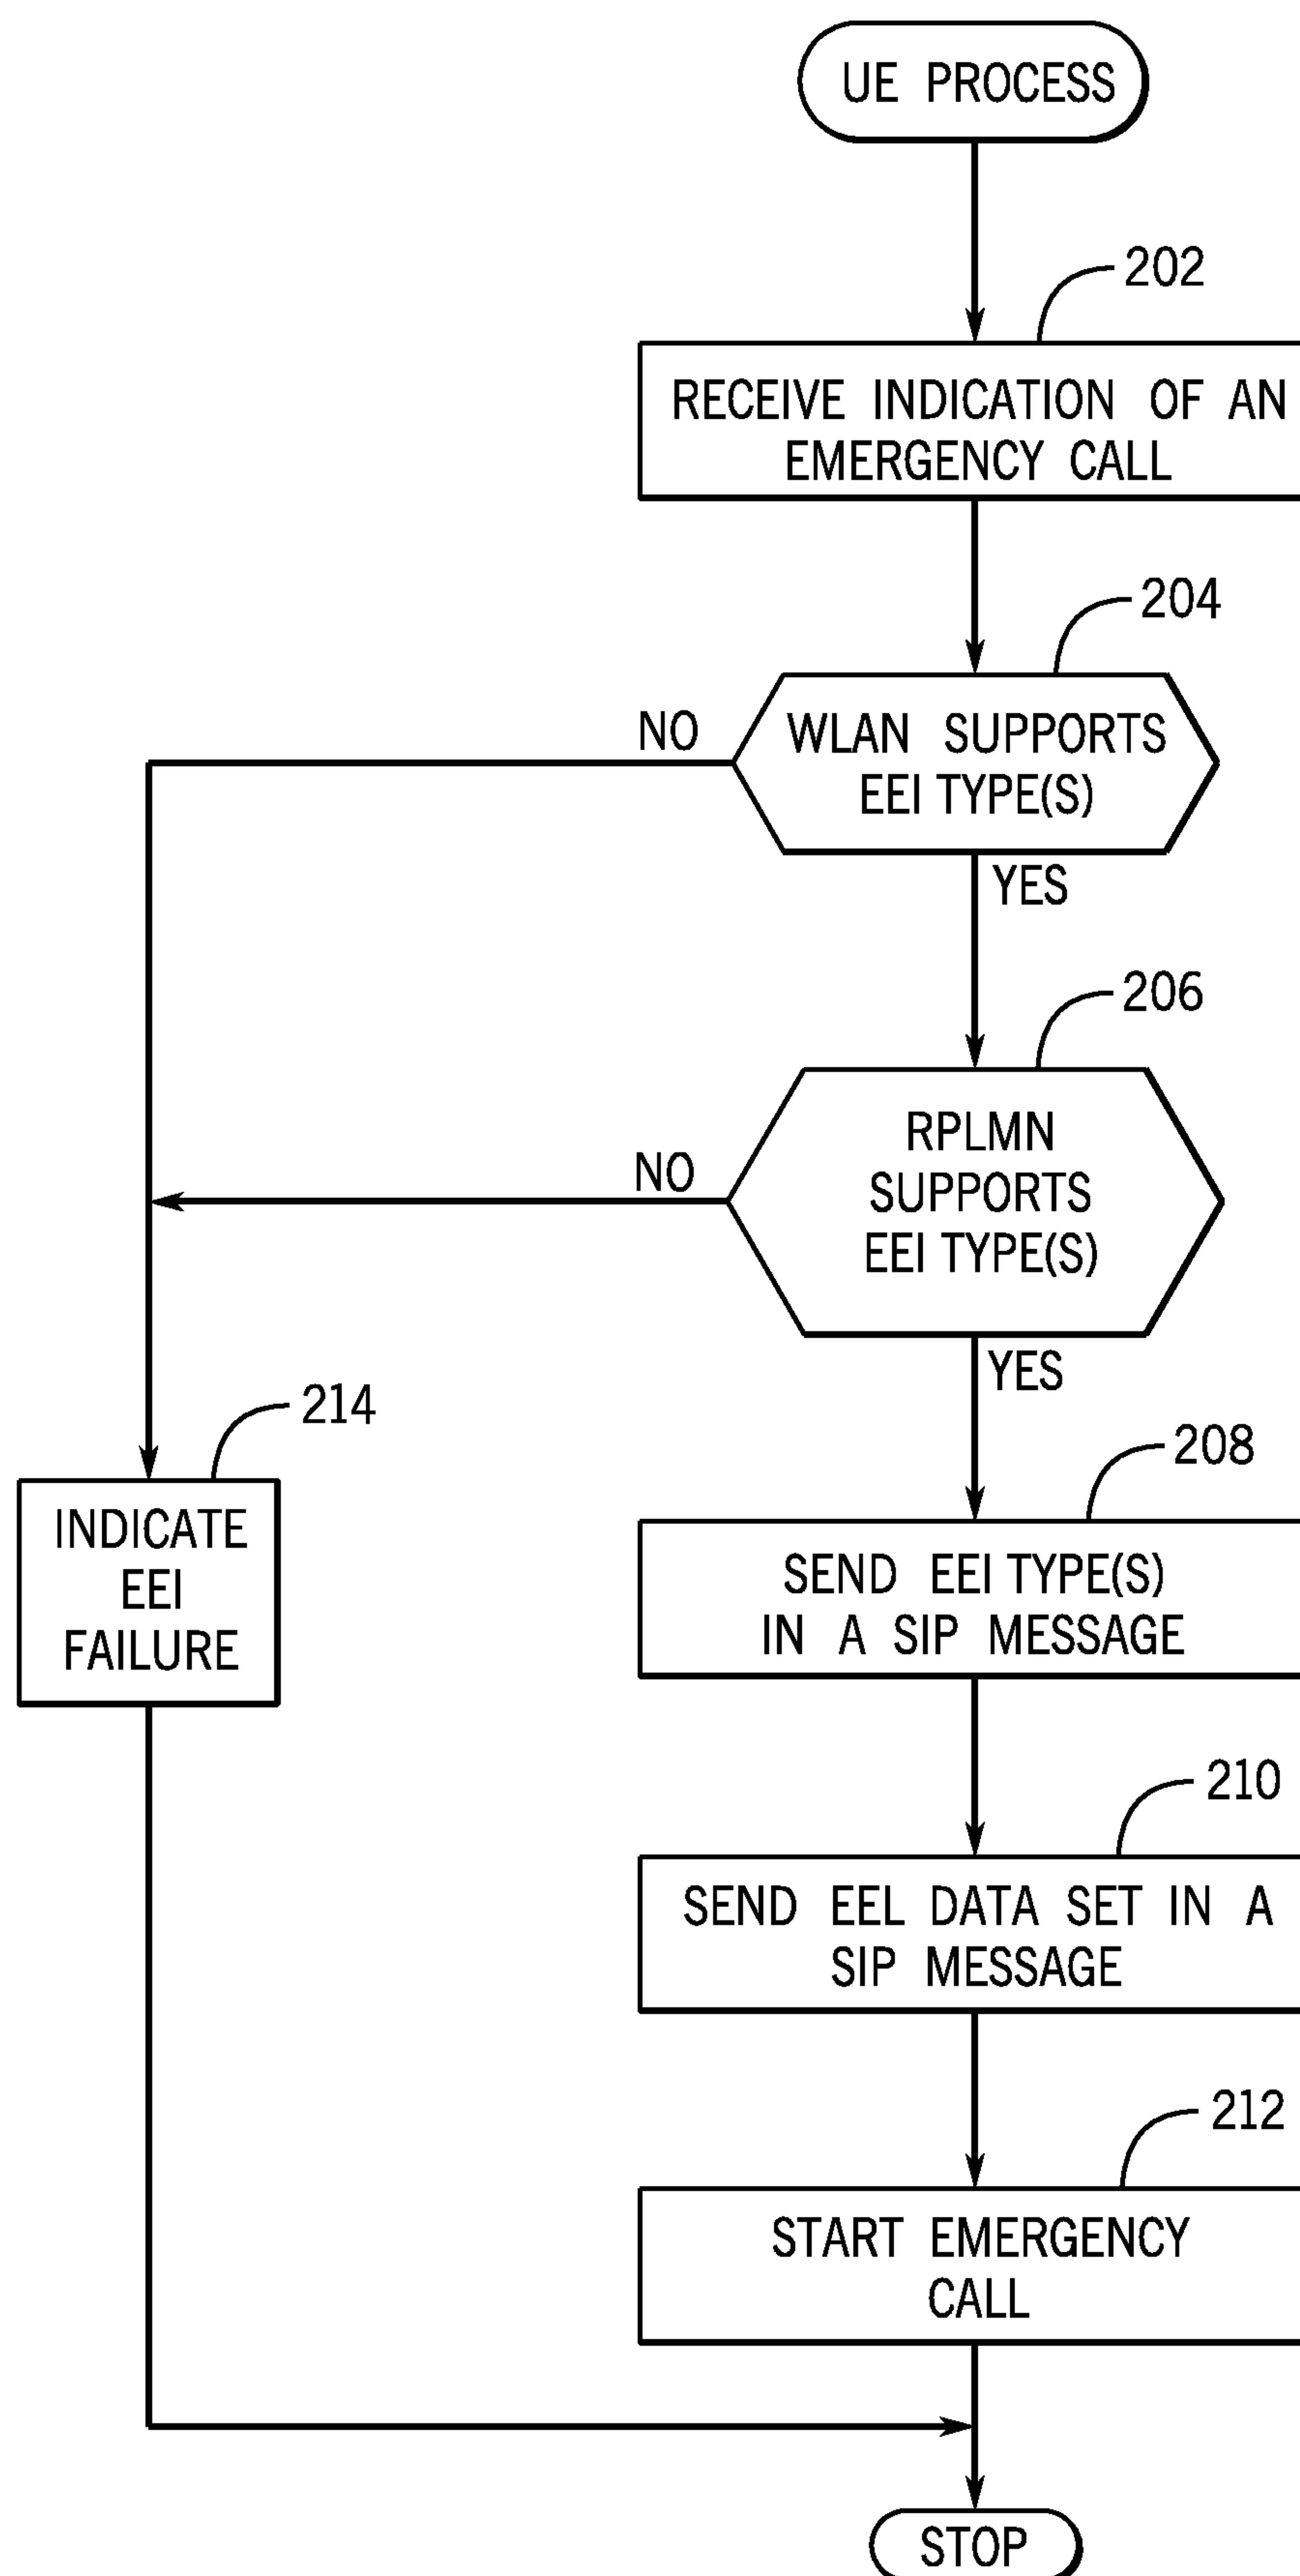 UE PROCESS
202
RECEIVE INDICATION OF AN
EMERGENCY CALL
204
NO
WLAN SUPPORTS
EEI TYPE(S)
YES
206
NO
RPLMN
SUPPORTS
EEI TYPE(S)
YES
214
INDICATE
EEI
FAILURE
208
SEND EEI TYPE(S)
IN A SIP MESSAGE
210
SEND EEL DATA SET IN A
SIP MESSAGE
212
START EMERGENCY
CALL
STOP